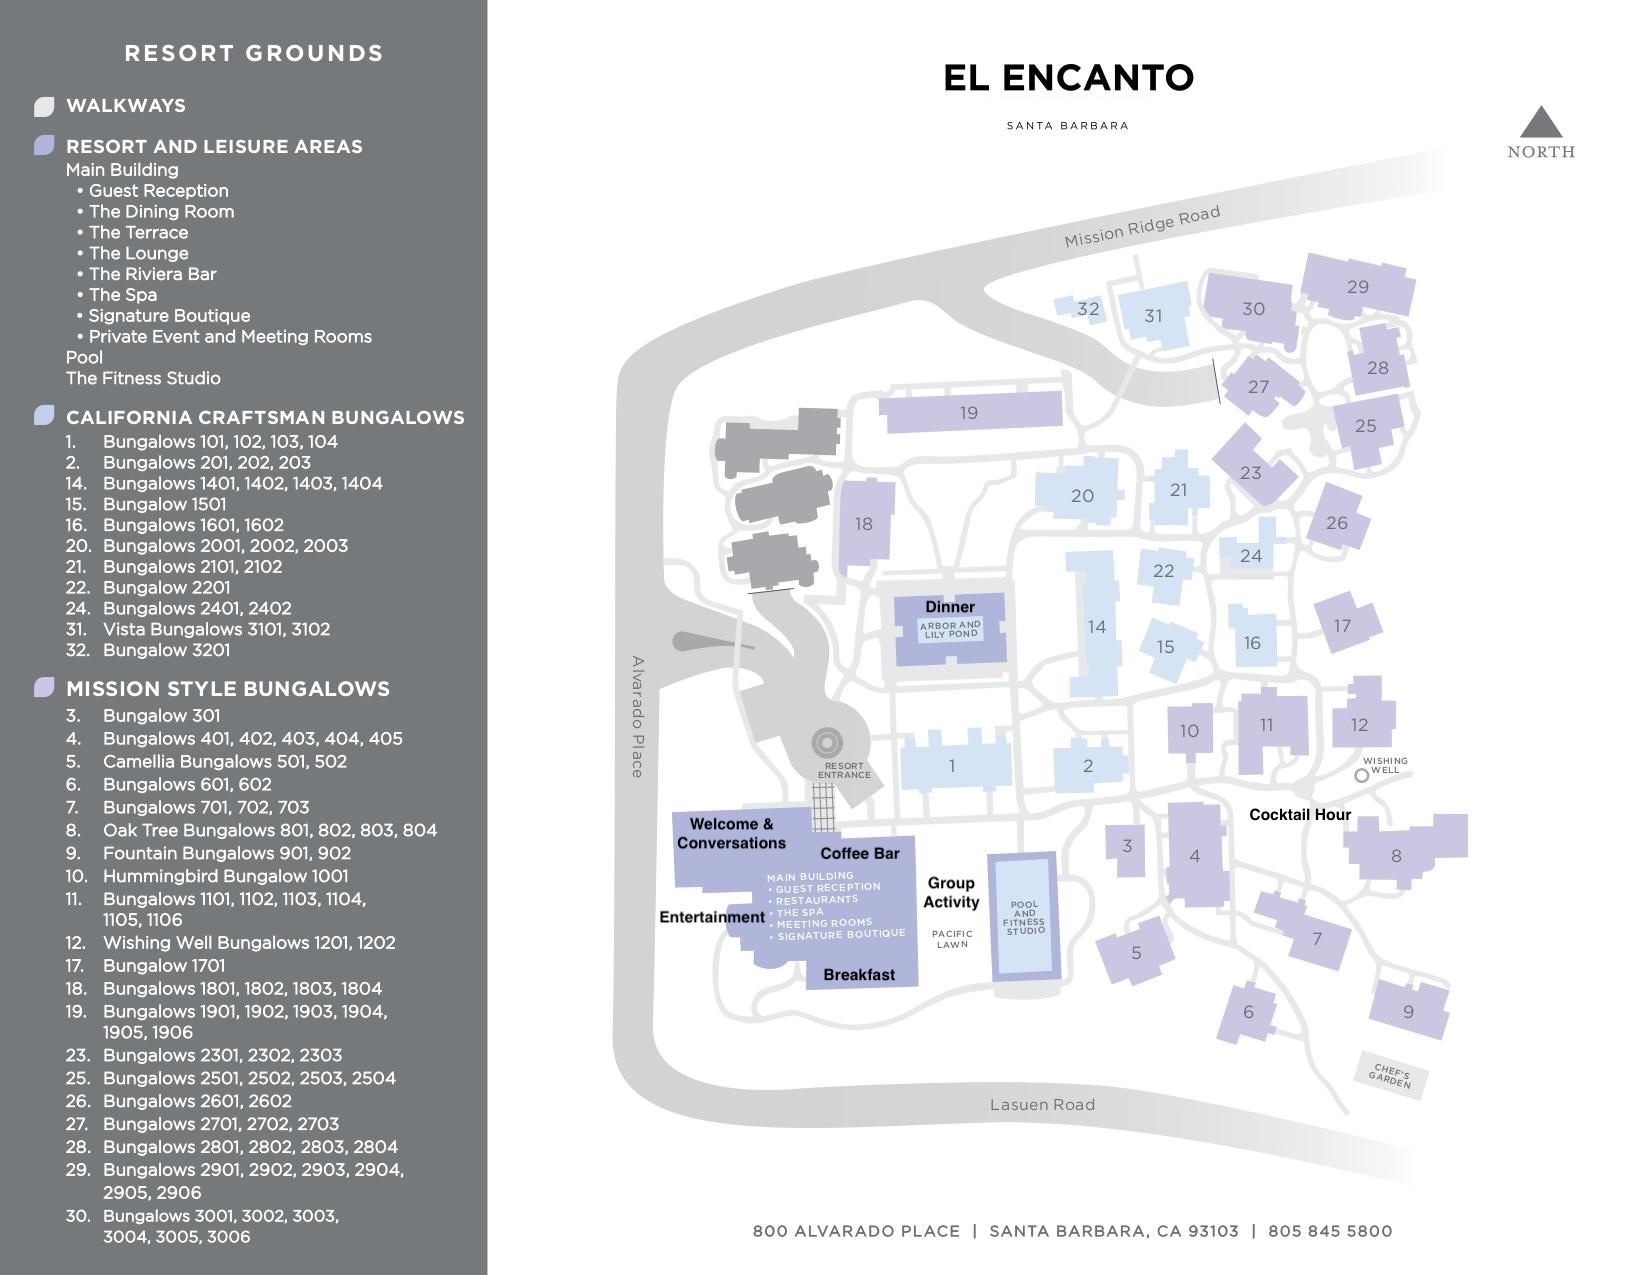 RESORT GROUNDS
WALKWAYS
RESORT AND LEISURE AREAS
Main Building
• Guest Reception
• The Dining Room
• The Terrace
• The Lounge
• The Riviera Bar
• The Spa
• Signature Boutique
• Private Event and Meeting Rooms
Pool
The Fitness Studio
CALIFORNIA CRAFTSMAN BUNGALOWS
1. Bungalows 101, 102, 103, 104
2. Bungalows 201, 202, 203
14. Bungalows 1401, 1402, 1403, 1404
15. Bungalow 1501
16. Bungalows 1601, 1602
20. Bungalows 2001, 2002, 2003
21. Bungalows 2101, 2102
22. Bungalow 2201
24. Bungalows 2401, 2402
31. Vista Bungalows 3101, 3102
32. Bungalow 3201
MISSION STYLE BUNGALOWS
3. Bungalow 301
4. Bungalows 401, 402, 403, 404, 405
5. Camellia Bungalows 501, 502
6. Bungalows 601, 602
7. Bungalows 701, 702, 703
8. Oak Tree Bungalows 801, 802, 803, 804
9. Fountain Bungalows 901, 902
10. Hummingbird Bungalow 1001
11. Bungalows 1101, 1102, 1103, 1104,
1105, 1106
12. Wishing Well Bungalows 1201, 1202
17. Bungalow 1701
18. Bungalows 1801, 1802, 1803, 1804
19. Bungalows 1901, 1902, 1903, 1904,
1905, 1906
23. Bungalows 2301, 2302, 2303
25. Bungalows 2501, 2502, 2503, 2504
26. Bungalows 2601, 2602
27. Bungalows 2701, 2702, 2703
28. Bungalows 2801, 2802, 2803, 2804
29. Bungalows 2901, 2902, 2903, 2904,
2905, 2906
30. Bungalows 3001, 3002, 3003,
3004, 3005, 3006
EL ENCANTO
SANTA BARBARA
NORTH
Mission Ridge Road
29
32
31
30
28
27
19
25
23
20
21
18
26
24
22
Dinner
ARBOR AND
LILY POND
14
15
16
17
Alvarado Place
10
11
12
RESORT
ENTRANCE
1
2
WISHING
WELL
Cocktail Hour
Welcome &
Conversations
Coffee Bar
3
4
8
MAIN BUILDING
• GUEST RECEPTION
• RESTAURANTS
• THE SPA
• MEETING ROOMS
• SIGNATURE BOUTIQUE
Entertainment
Breakfast
Group
Activity
PACIFIC
LAWN
POOL
AND
FITNESS
STUDIO
5
7
6
9
CHEF'S
GARDEN
Lasuen Road
800 ALVARADO PLACE | SANTA BARBARA, CA 93103 | 805 845 5800